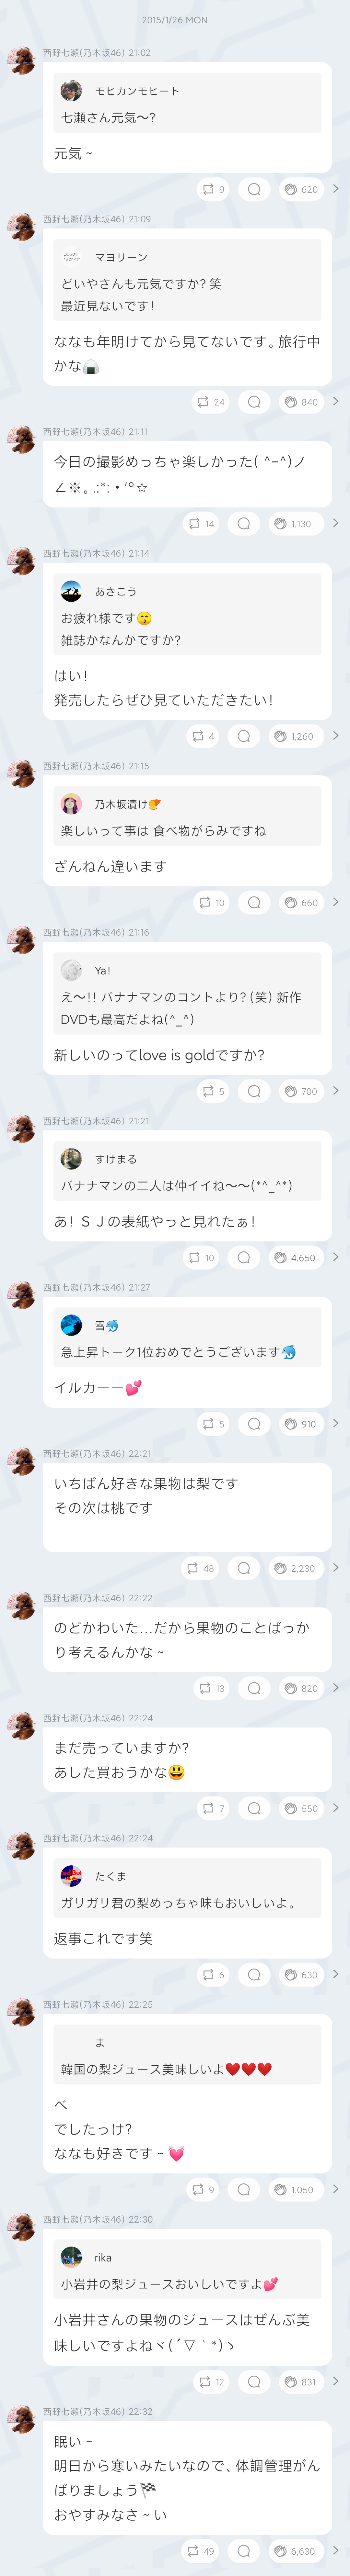 2015/1/26 MON
西野七瀬(乃木坂46) 21:02
モヒカンモヒート
七瀬さん元気〜?
元気 ~
9
620
西野七瀬(乃木坂46) 21:09
マヨリーン
どいやさんも元気ですか? 笑
最近見ないです!
ななも年明けてから見てないです。旅行中
かな🍙
24
840
西野七瀬(乃木坂46) 21:11
今日の撮影めっちゃ楽しかった( ^-^)ノ
∠※。.:*:・'°☆
14
1,130
西野七瀬(乃木坂46) 21:14
あさこう
お疲れ様です😙
雑誌かなんかですか?
はい!
発売したらぜひ見ていただきたい!
4
1,260
西野七瀬(乃木坂46) 21:15
乃木坂漬け🍤
楽しいって事は 食べ物がらみですね
ざんねん違います
10
660
西野七瀬(乃木坂46) 21:16
Ya!
え〜!! バナナマンのコントより? (笑) 新作
DVDも最高だよね(^_^)
新しいのってlove is goldですか?
5
700
西野七瀬(乃木坂46) 21:21
すけまる
バナナマンの二人は仲イイね〜〜(*^_^*)
あ! ＳＪの表紙やっと見れたぁ!
10
4,650
西野七瀬(乃木坂46) 21:27
雪🐬
急上昇トーク1位おめでとうございます🐬
イルカーー💕
5
910
西野七瀬(乃木坂46) 22:21
いちばん好きな果物は梨です
その次は桃です
48
2,230
西野七瀬(乃木坂46) 22:22
のどかわいた…だから果物のことばっか
り考えるんかな ~
13
820
西野七瀬(乃木坂46) 22:24
まだ売っていますか?
あした買おうかな😃
7
550
西野七瀬(乃木坂46) 22:24
たくま
ガリガリ君の梨めっちゃ味もおいしいよ。
返事これです笑
6
630
西野七瀬(乃木坂46) 22:25
ま
韓国の梨ジュース美味しいよ❤️❤️❤️
ベ
でしたっけ?
ななも好きです ~ 💓
9
1,050
西野七瀬(乃木坂46) 22:30
rika
小岩井の梨ジュースおいしいですよ💕
小岩井さんの果物のジュースはぜんぶ美
味しいですよねヾ(´▽｀*)ゝ
12
831
西野七瀬(乃木坂46) 22:32
眠い ~
明日から寒いみたいなので、体調管理がん
ばりましょう🏁
おやすみなさ ~ い
49
6,630